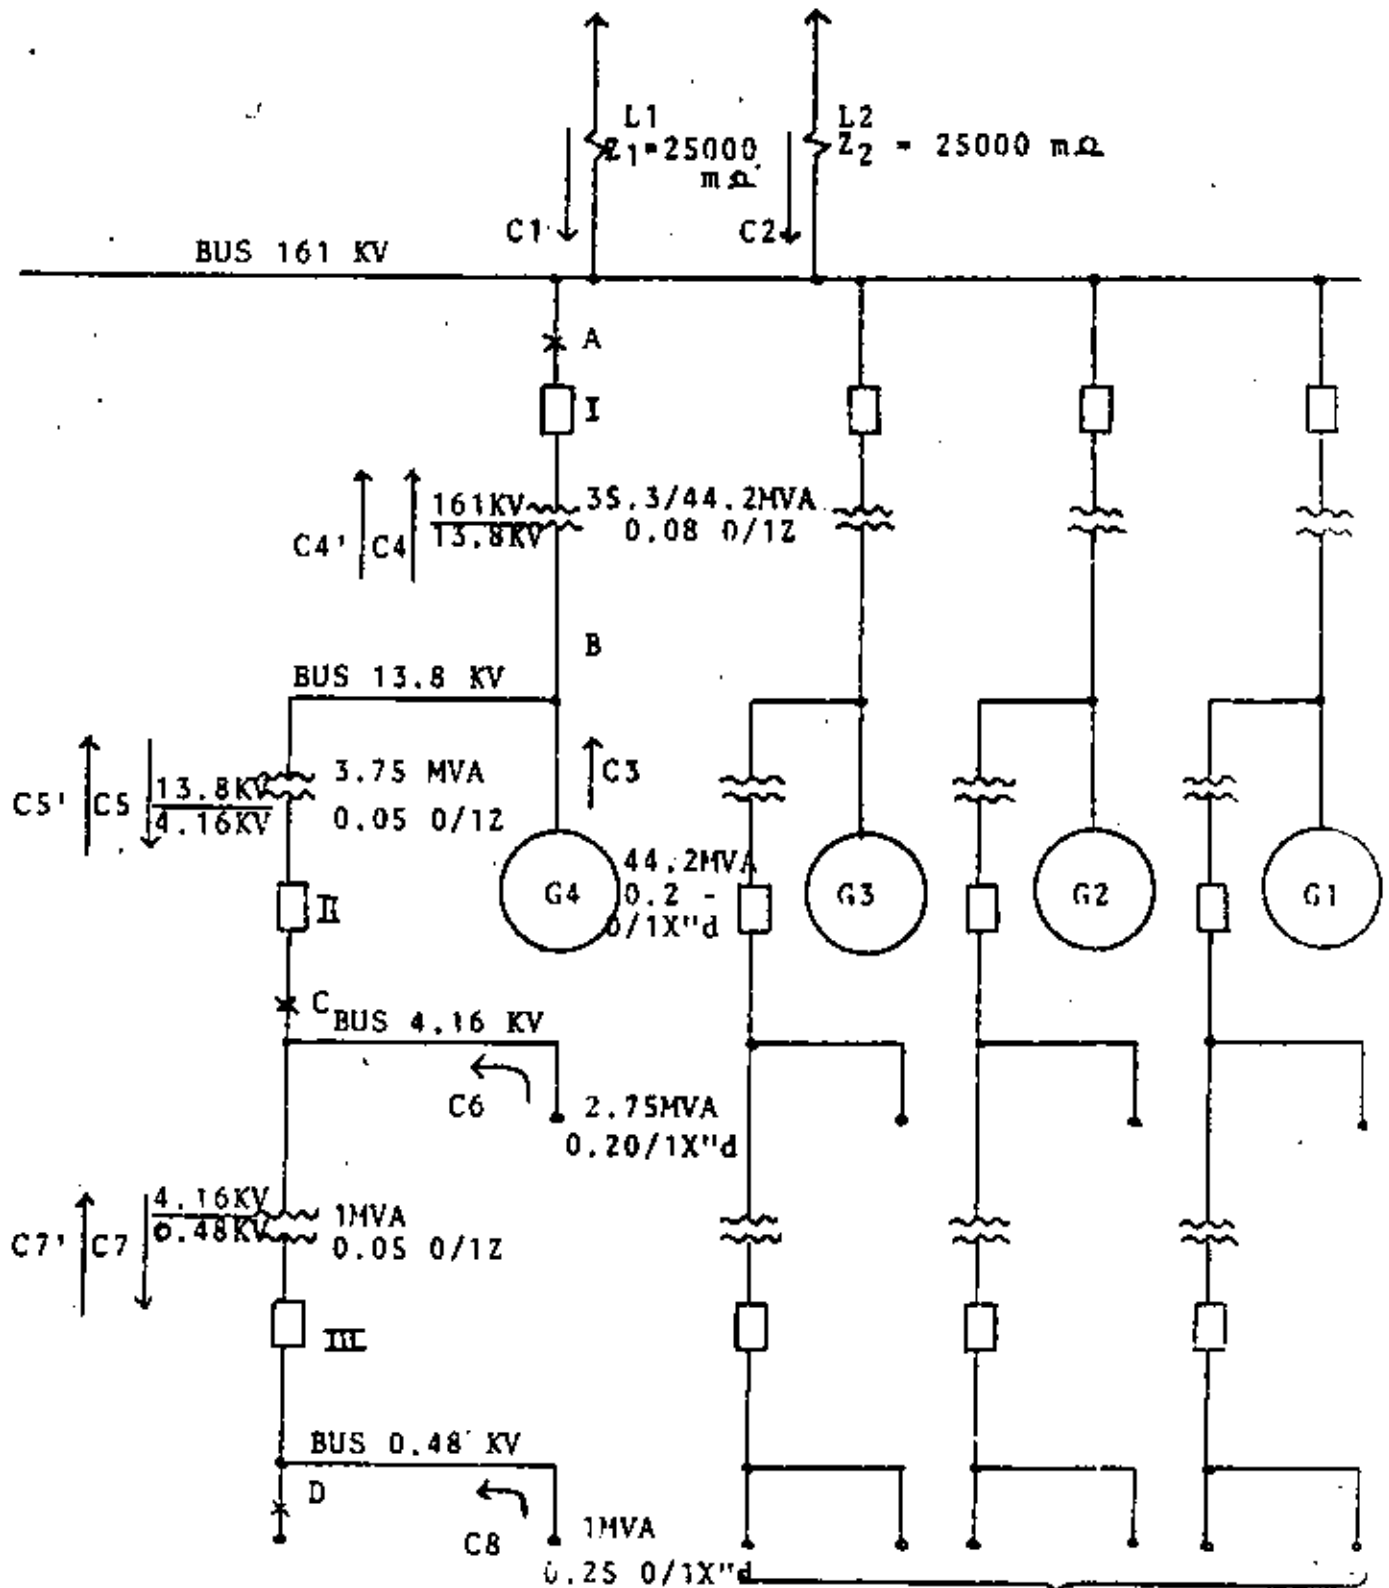 L1
Z1=25000
mΩ
L2
Z2 = 25000 mΩ
C1
C2
BUS 161 KV
A
I
161KV
13.8KV
35.3/44.2MVA
0.08 0/1Z
C4'
C4
B
BUS 13.8 KV
C5'
C5
13.8KV
4.16KV
3.75 MVA
0.05 0/1Z
C3
44.2MVA
0.2 -
0/1X"d
G4
G3
G2
G1
II
C
BUS 4.16 KV
C6
2.75MVA
0.20/1X"d
C7'
C7
4.16KV
0.48KV
1MVA
0.05 0/1Z
III
BUS 0.48 KV
D
C8
1MVA
0.25 0/1X"d